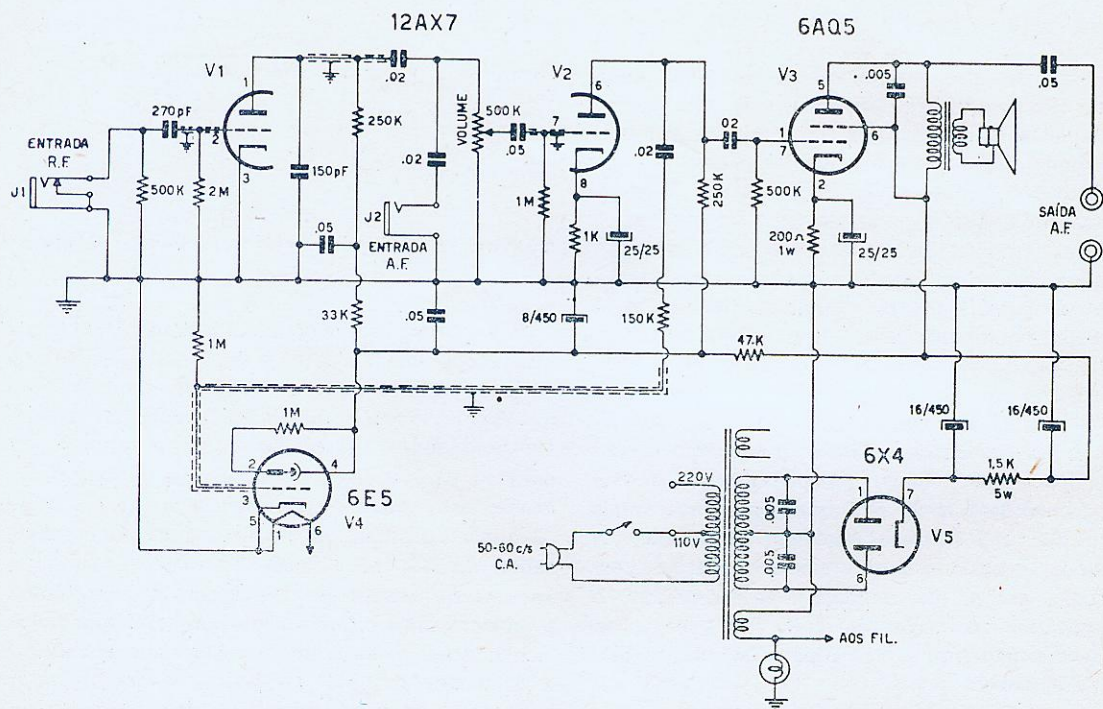 12AX7
6AQ5
V1
1
2
3
270pF
ENTRADA
R.F.
J1
500K
2M
150pF
.05
250K
.02
.02
J2
ENTRADA
A.F.
VOLUME
500K
.05
V2
6
7
8
1M
1K
25/25
.02
02
250K
500K
V3
5
1
7
6
2
.005
200Ω
1w
25/25
.05
SAÍDA
A.F.
1M
33K
.05
8/450
150K
47K
1M
2
4
3
5
1
6
6E5
V4
16/450
16/450
1,5K
5w
220V
110V
50-60c/s
C.A.
.005
.005
6X4
1
7
6
V5
AOS FIL.